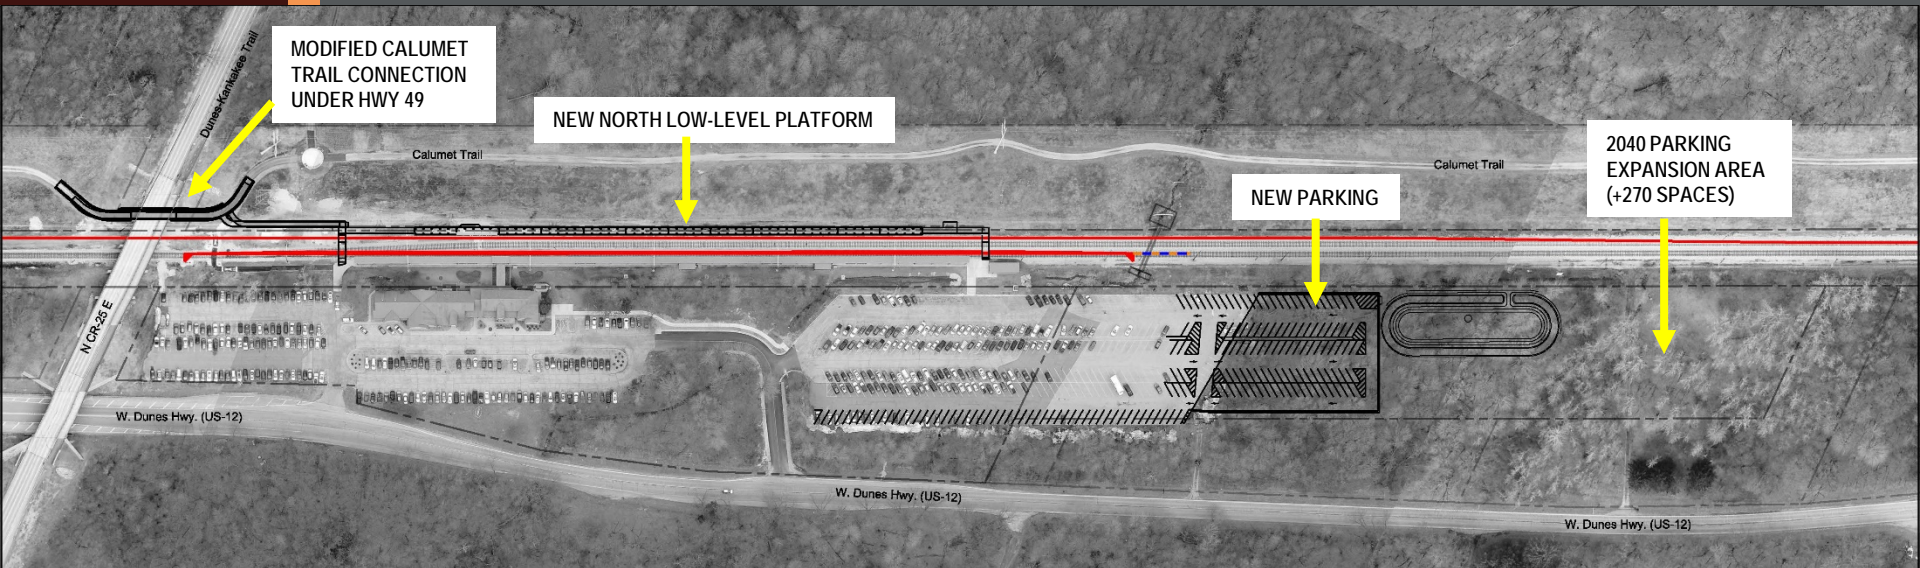 MODIFIED CALUMET
TRAIL CONNECTION
UNDER HWY 49
Dunes-Kankakee Trail
NEW NORTH LOW-LEVEL PLATFORM
Calumet Trail
Calumet Trail
2040 PARKING
EXPANSION AREA
(+270 SPACES)
NEW PARKING
N CR-25 E
W. Dunes Hwy. (US-12)
W. Dunes Hwy. (US-12)
W. Dunes Hwy. (US-12)